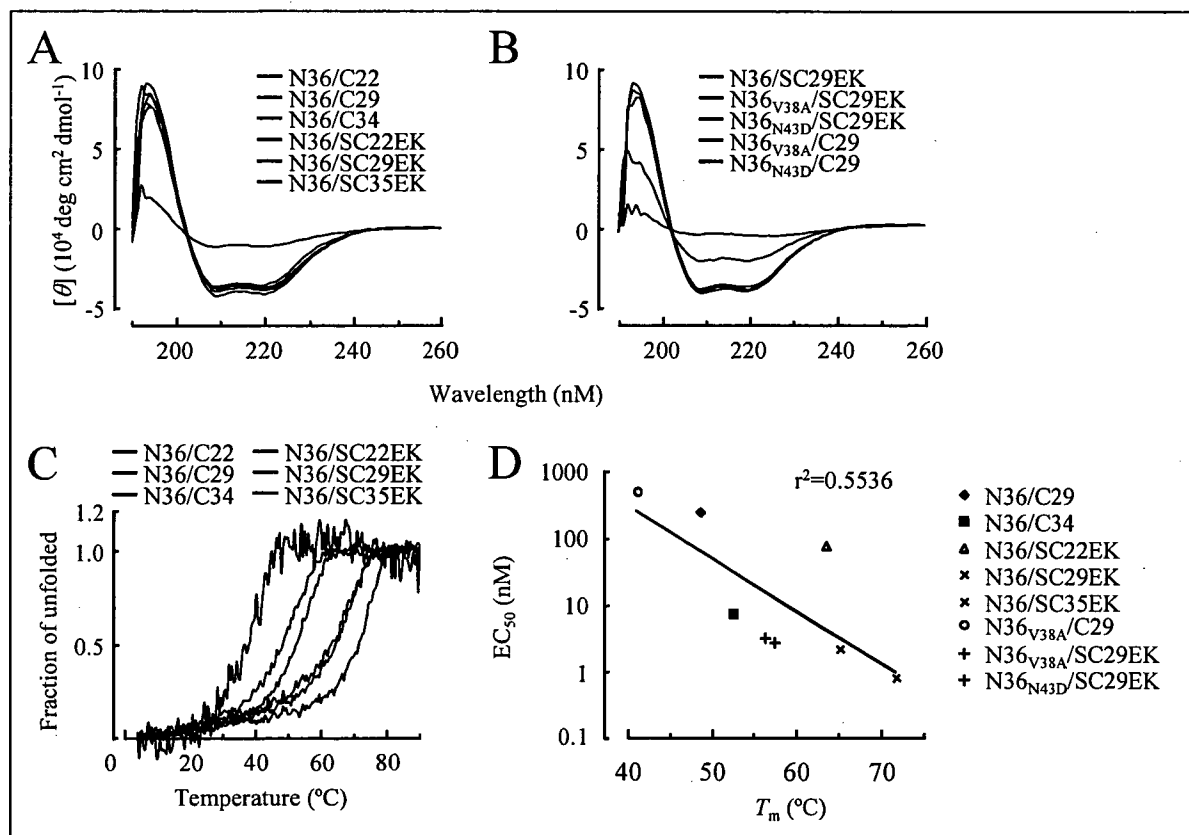 A
N36/C22
N36/C29
N36/C34
N36/SC22EK
N36/SC29EK
N36/SC35EK
[θ] (10⁴ deg cm² dmol⁻¹)
10
5
0
-5
200
220
240
260
B
N36/SC29EK
N36V38A/SC29EK
N36N43D/SC29EK
N36V38A/C29
N36N43D/C29
10
5
0
-5
200
220
240
260
Wavelength (nM)
C
N36/C22
N36/C29
N36/C34
N36/SC22EK
N36/SC29EK
N36/SC35EK
Fraction of unfolded
1.2
1.0
0.5
0
20
40
60
80
Temperature (ºC)
D
r²=0.5536
EC₅₀ (nM)
1000
100
10
1
0.1
40
50
60
70
Tm (ºC)
N36/C29
N36/C34
N36/SC22EK
N36/SC29EK
N36/SC35EK
N36V38A/C29
N36V38A/SC29EK
N36N43D/SC29EK